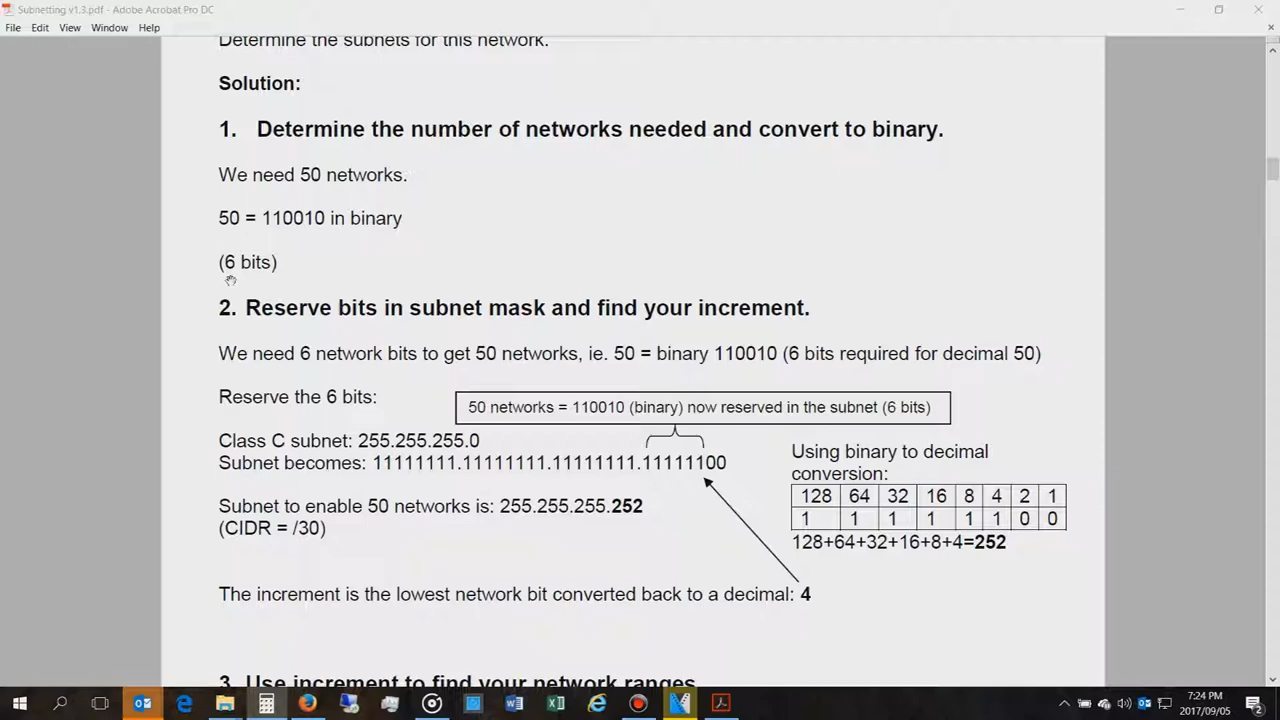 Subnetting v1.3.pdf - Adobe Acrobat Pro DC
File Edit View Window Help
Determine the subnets for this network.
Solution:
1. Determine the number of networks needed and convert to binary.
We need 50 networks.
50 = 110010 in binary
(6 bits)
2. Reserve bits in subnet mask and find your increment.
We need 6 network bits to get 50 networks, ie. 50 = binary 110010 (6 bits required for decimal 50)
Reserve the 6 bits:
50 networks = 110010 (binary) now reserved in the subnet (6 bits)
Class C subnet: 255.255.255.0
Subnet becomes: 11111111.11111111.11111111.11111100
Subnet to enable 50 networks is: 255.255.255.252
(CIDR = /30)
Using binary to decimal
conversion:
128 64 32 16 8 4 2 1
1 1 1 1 1 1 0 0
128+64+32+16+8+4=252
The increment is the lowest network bit converted back to a decimal: 4
3. Use increment to find your network ranges
7:24 PM
2017/09/05
2